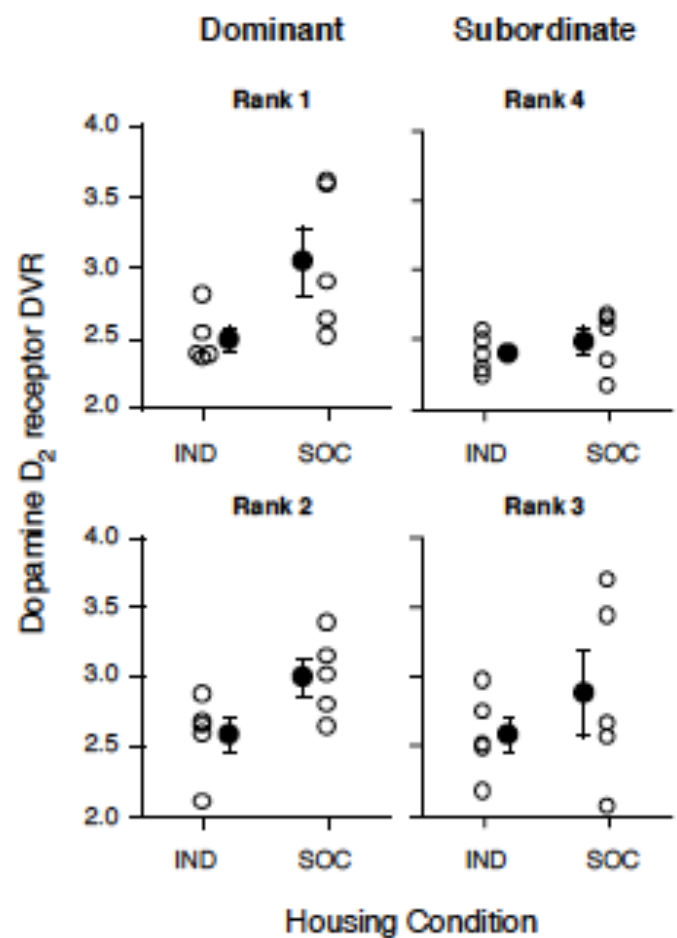 Dominant Subordinate
Rank 1 Rank 4
4.0
3.5
3.0
2.5
2.0
IND SOC IND SOC
Rank 2 Rank 3
4.0
3.5
3.0
2.5
2.0
IND SOC IND SOC
Dopamine D₂ receptor DVR
Housing Condition